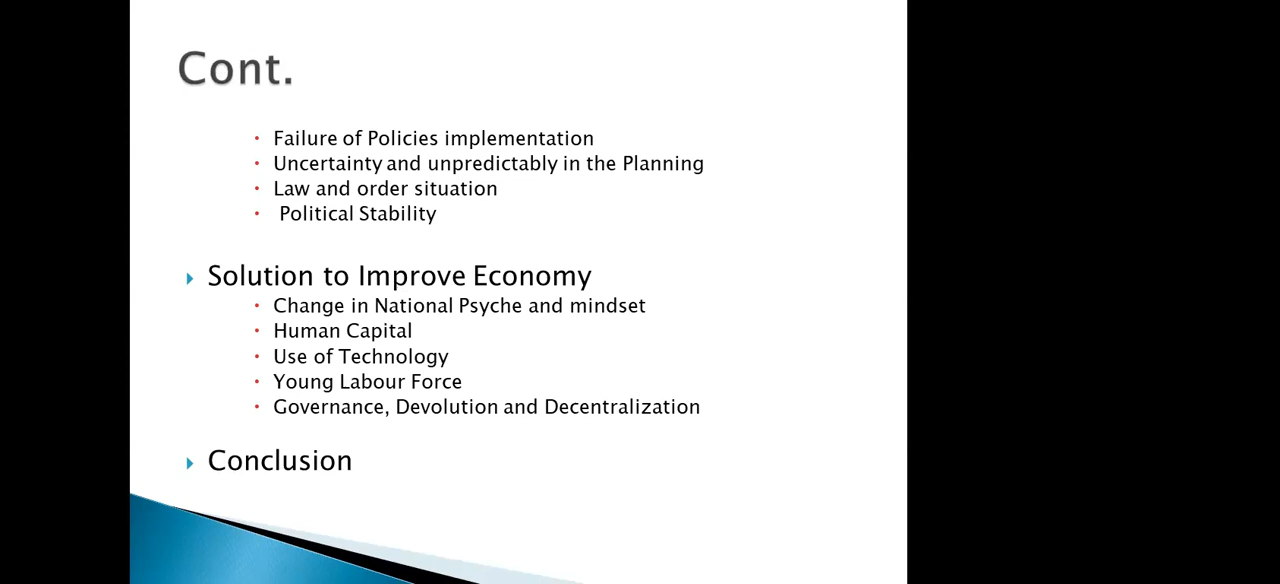 Cont.
Failure of Policies implementation
Uncertainty and unpredictably in the Planning
Law and order situation
Political Stability
Solution to Improve Economy
Change in National Psyche and mindset
Human Capital
Use of Technology
Young Labour Force
Governance, Devolution and Decentralization
Conclusion